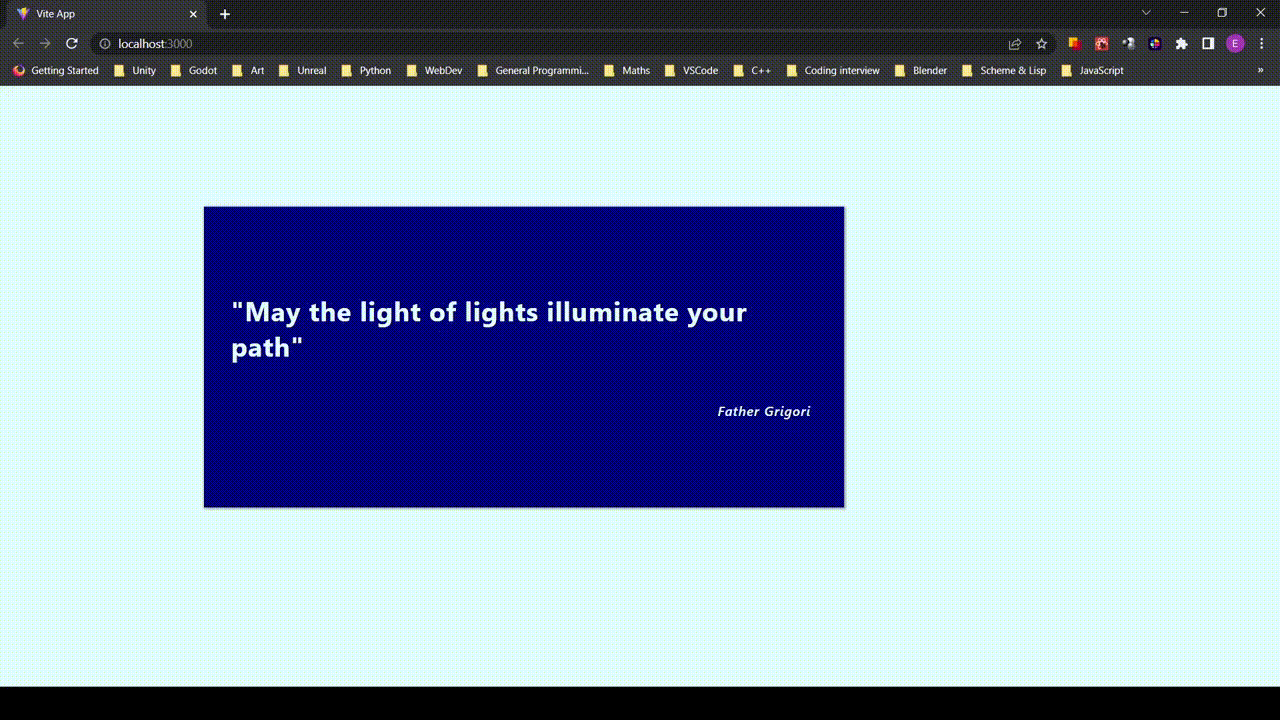 Vite App
localhost:3000
E
Getting Started Unity Godot Art Unreal Python WebDev General Programmi... Maths VSCode C++ Coding interview Blender Scheme & Lisp JavaScript »
"May the light of lights illuminate your
path"
Father Grigori